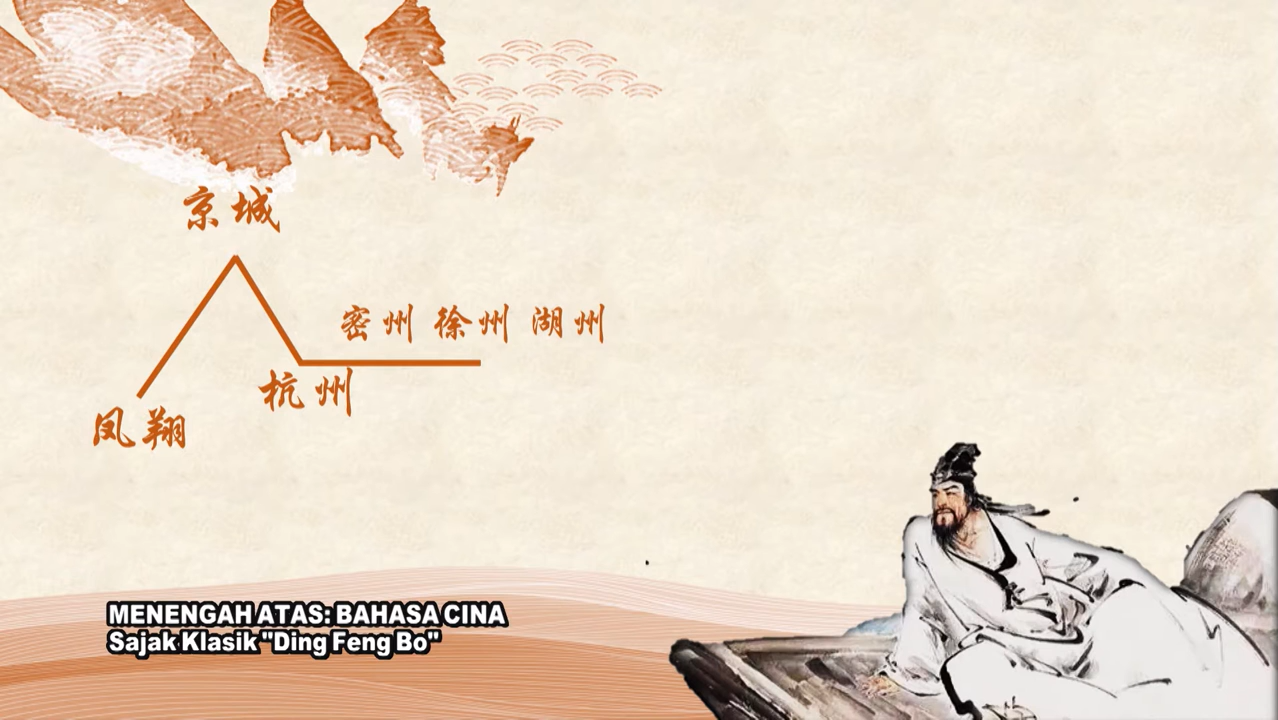 京城
密州 徐州 湖州
杭州
凤翔
MENENGAH ATAS: BAHASA CINA
Sajak Klasik "Ding Feng Bo"